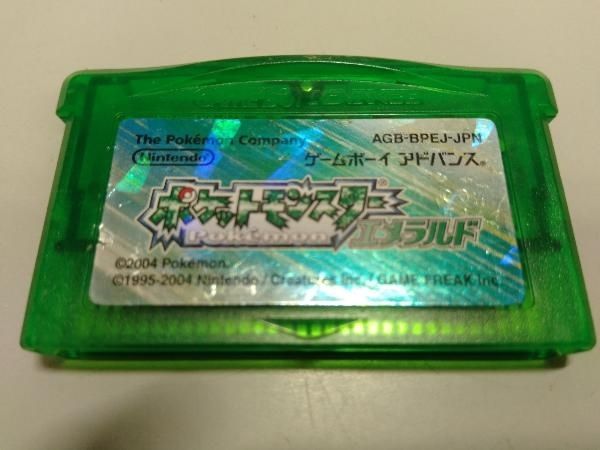 The Pokémon Company AGB-BPEJ-JPN
Nintendo ゲームボーイ アドバンス®
ポケットモンスター®
Pokémon エメラルド
©2004 Pokémon.
©1995-2004 Nintendo / Creatures Inc. / GAME FREAK Inc.